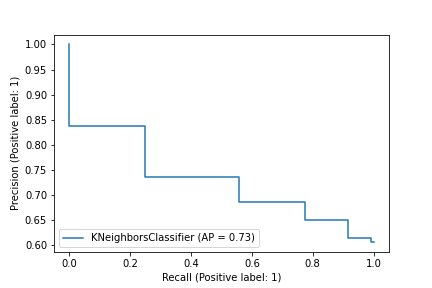 1.00
0.95
0.90
0.85
0.80
0.75
0.70
0.65
0.60
Precision (Positive label: 1)
KNeighborsClassifier (AP = 0.73)
0.0 0.2 0.4 0.6 0.8 1.0
Recall (Positive label: 1)